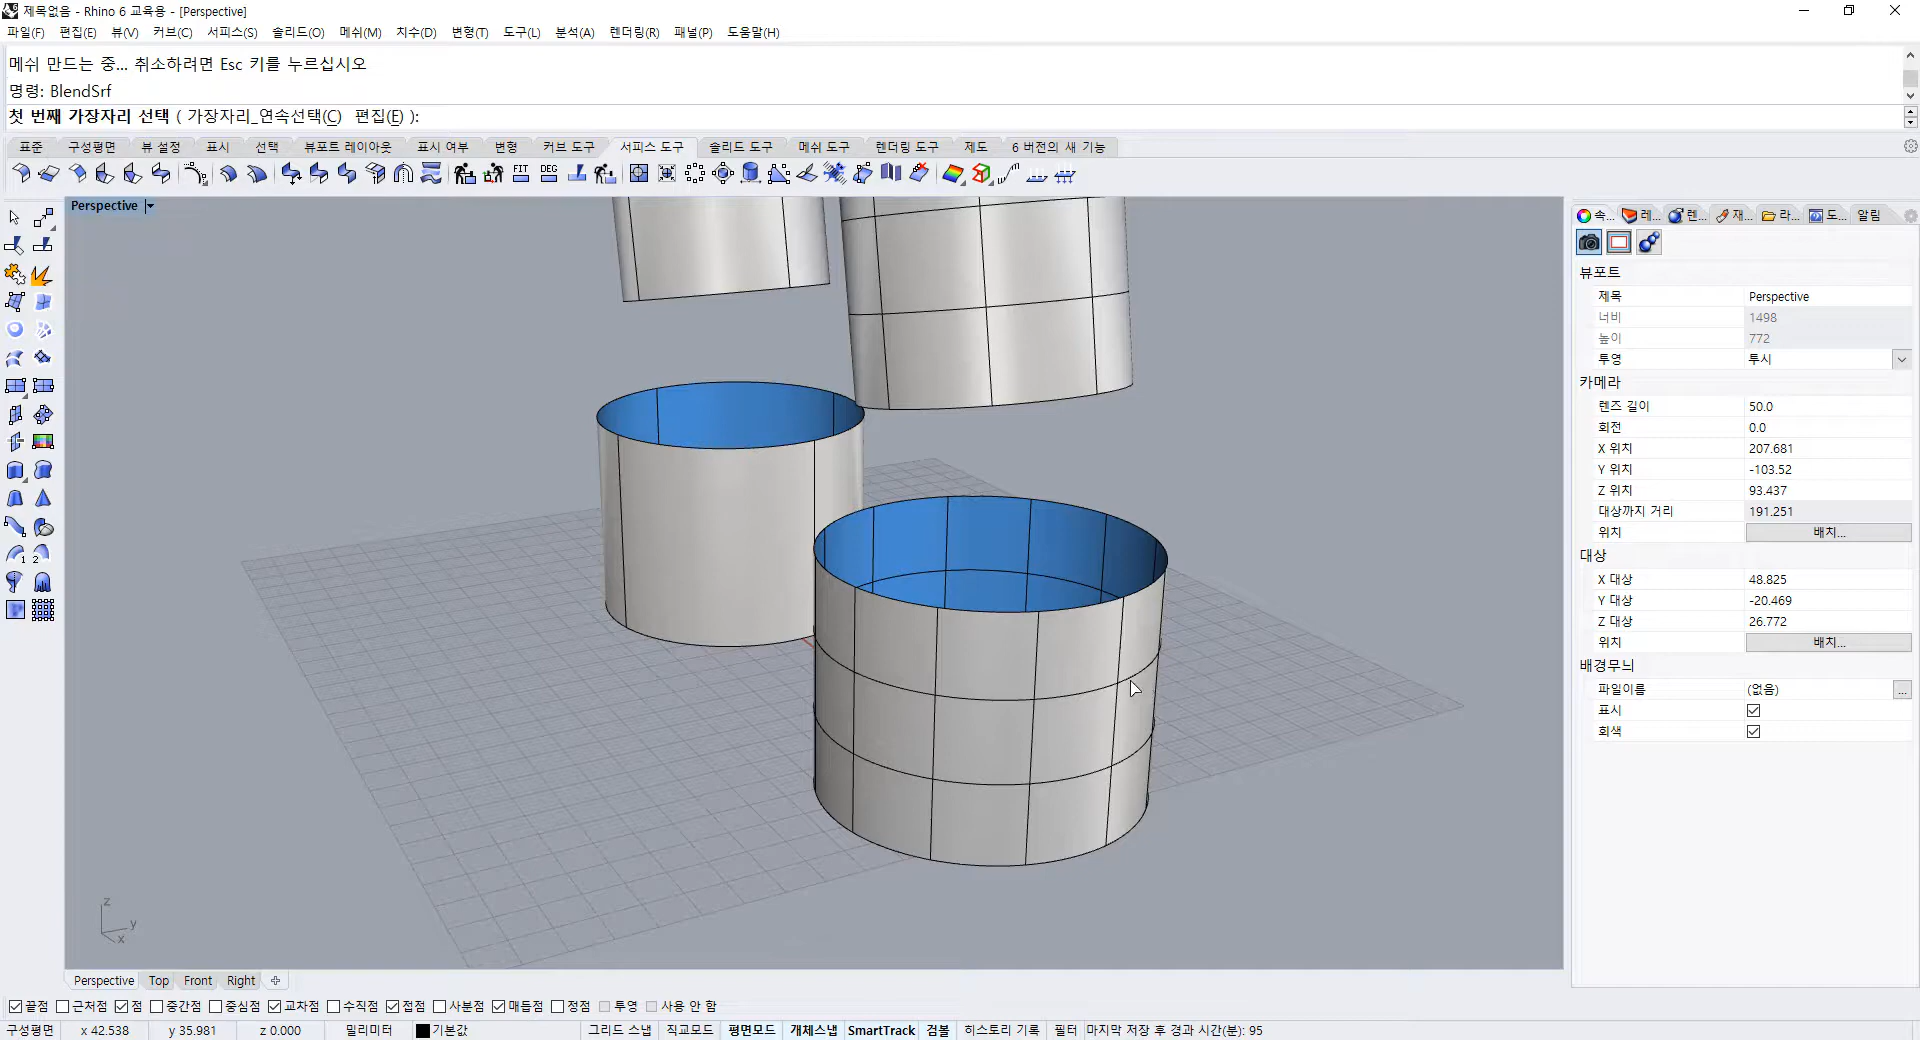 제목없음 - Rhino 6 교육용 - [Perspective]
파일(F) 편집(E) 뷰(V) 커브(C) 서피스(S) 솔리드(O) 메쉬(M) 치수(D) 변형(T) 도구(L) 분석(A) 렌더링(R) 패널(P) 도움말(H)
메쉬 만드는 중... 취소하려면 Esc 키를 누르십시오
명령: BlendSrf
첫 번째 가장자리 선택 ( 가장자리_연속선택(C) 편집(E) ):
표준 구성평면 뷰 설정 표시 선택 뷰포트 레이아웃 표시 여부 변형 커브 도구 서피스 도구 솔리드 도구 메쉬 도구 렌더링 도구 제도 6 버전의 새 기능
FIT DEG
Perspective
속... 레... 렌... 재... 라... 도... 알림
뷰포트
제목 Perspective
너비 1498
높이 772
투영 투시
카메라
렌즈 길이 50.0
회전 0.0
X 위치 207.681
Y 위치 -103.52
Z 위치 93.437
대상까지 거리 191.251
위치 배치...
대상
X 대상 48.825
Y 대상 -20.469
Z 대상 26.772
위치 배치...
배경무늬
파일이름 (없음) ...
표시
회색
1 2
z
y
x
Perspective Top Front Right
끝점 근처점 점 중간점 중심점 교차점 수직점 접점 사분점 매듭점 정점 투영 사용 안 함
구성평면 x 42.538 y 35.981 z 0.000 밀리미터 기본값 그리드 스냅 직교모드 평면모드 개체스냅 SmartTrack 검볼 히스토리 기록 필터 마지막 저장 후 경과 시간(분): 95